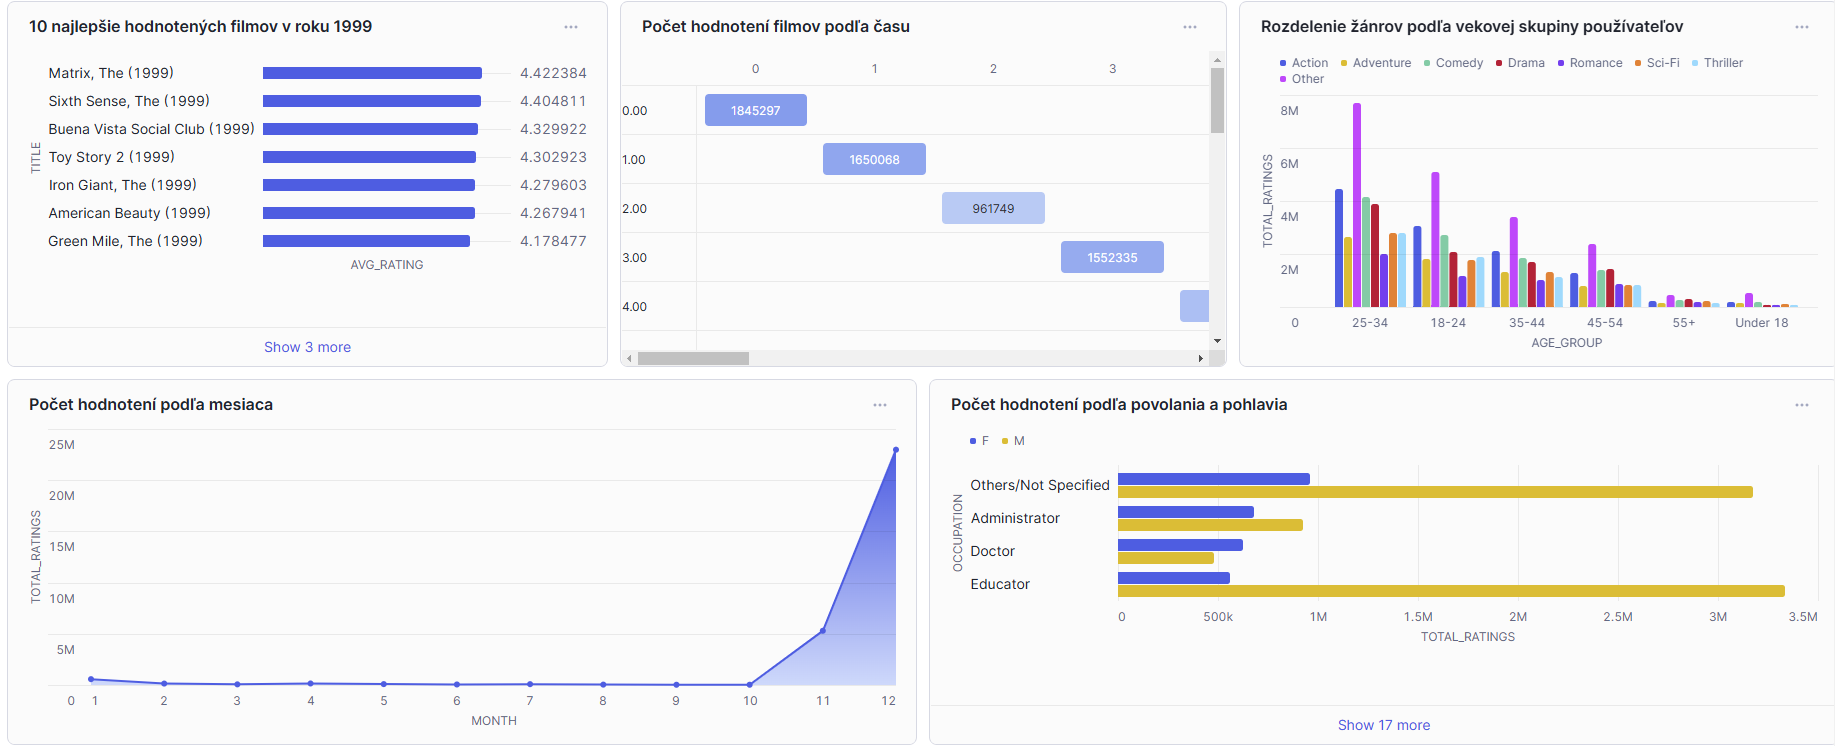 10 najlepšie hodnotených filmov v roku 1999
TITLE
Matrix, The (1999) 4.422384
Sixth Sense, The (1999) 4.404811
Buena Vista Social Club (1999) 4.329922
Toy Story 2 (1999) 4.302923
Iron Giant, The (1999) 4.279603
American Beauty (1999) 4.267941
Green Mile, The (1999) 4.178477
AVG_RATING
Show 3 more
Počet hodnotení filmov podľa času
0 1 2 3
0.00 1845297
1.00 1650068
2.00 961749
3.00 1552335
4.00
Rozdelenie žánrov podľa vekovej skupiny používateľov
Action Adventure Comedy Drama Romance Sci-Fi Thriller
Other
TOTAL_RATINGS
8M
6M
4M
2M
0 25-34 18-24 35-44 45-54 55+ Under 18
AGE_GROUP
Počet hodnotení podľa mesiaca
TOTAL_RATINGS
25M
20M
15M
10M
5M
0 1 2 3 4 5 6 7 8 9 10 11 12
MONTH
Počet hodnotení podľa povolania a pohlavia
F M
OCCUPATION
Others/Not Specified
Administrator
Doctor
Educator
0 500k 1M 1.5M 2M 2.5M 3M 3.5M
TOTAL_RATINGS
Show 17 more